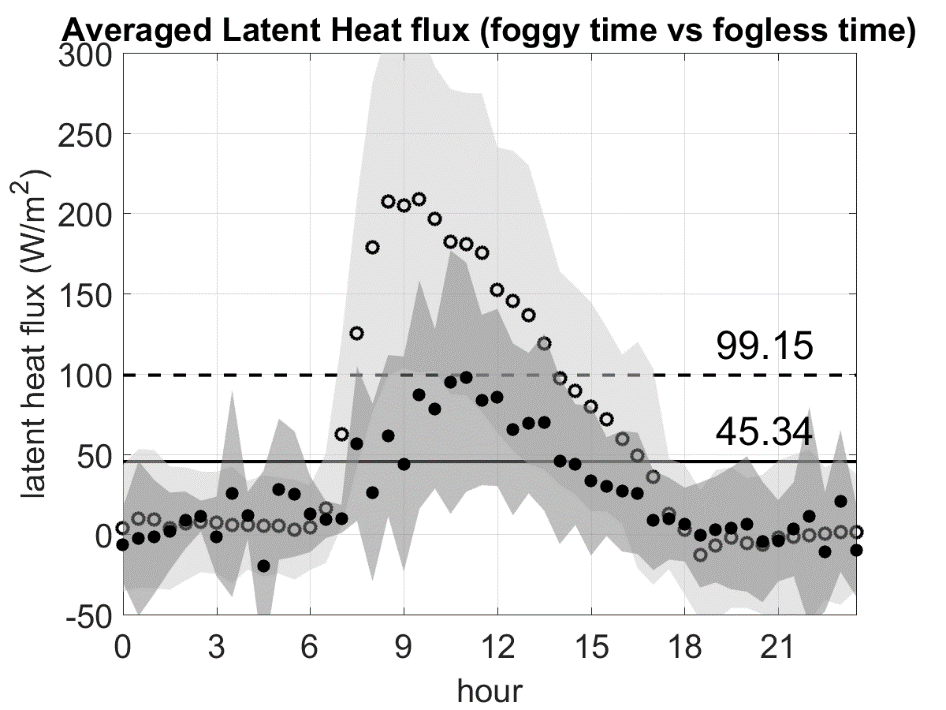 Averaged Latent Heat flux (foggy time vs fogless time)
300
250
200
150
100
50
0
-50
latent heat flux (W/m²)
99.15
45.34
0 3 6 9 12 15 18 21
hour